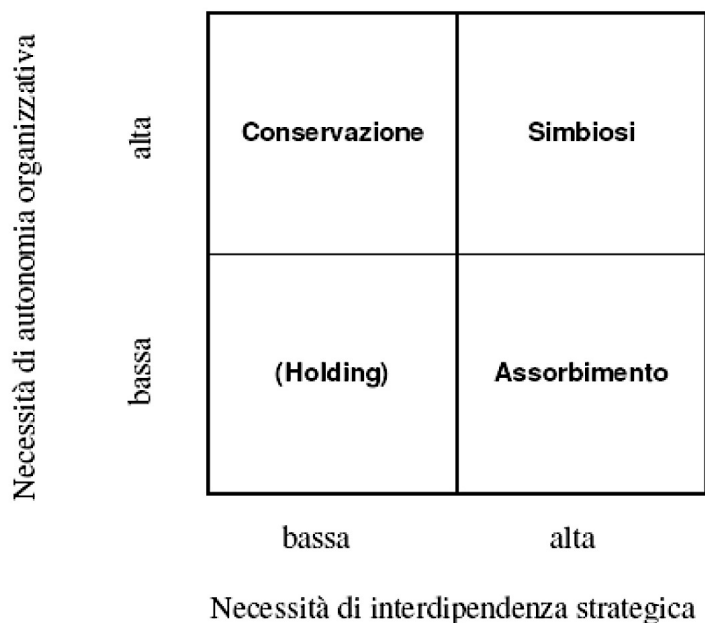 Necessità di autonomia organizzativa
alta
Conservazione
Simbiosi
bassa
(Holding)
Assorbimento
bassa
alta
Necessità di interdipendenza strategica